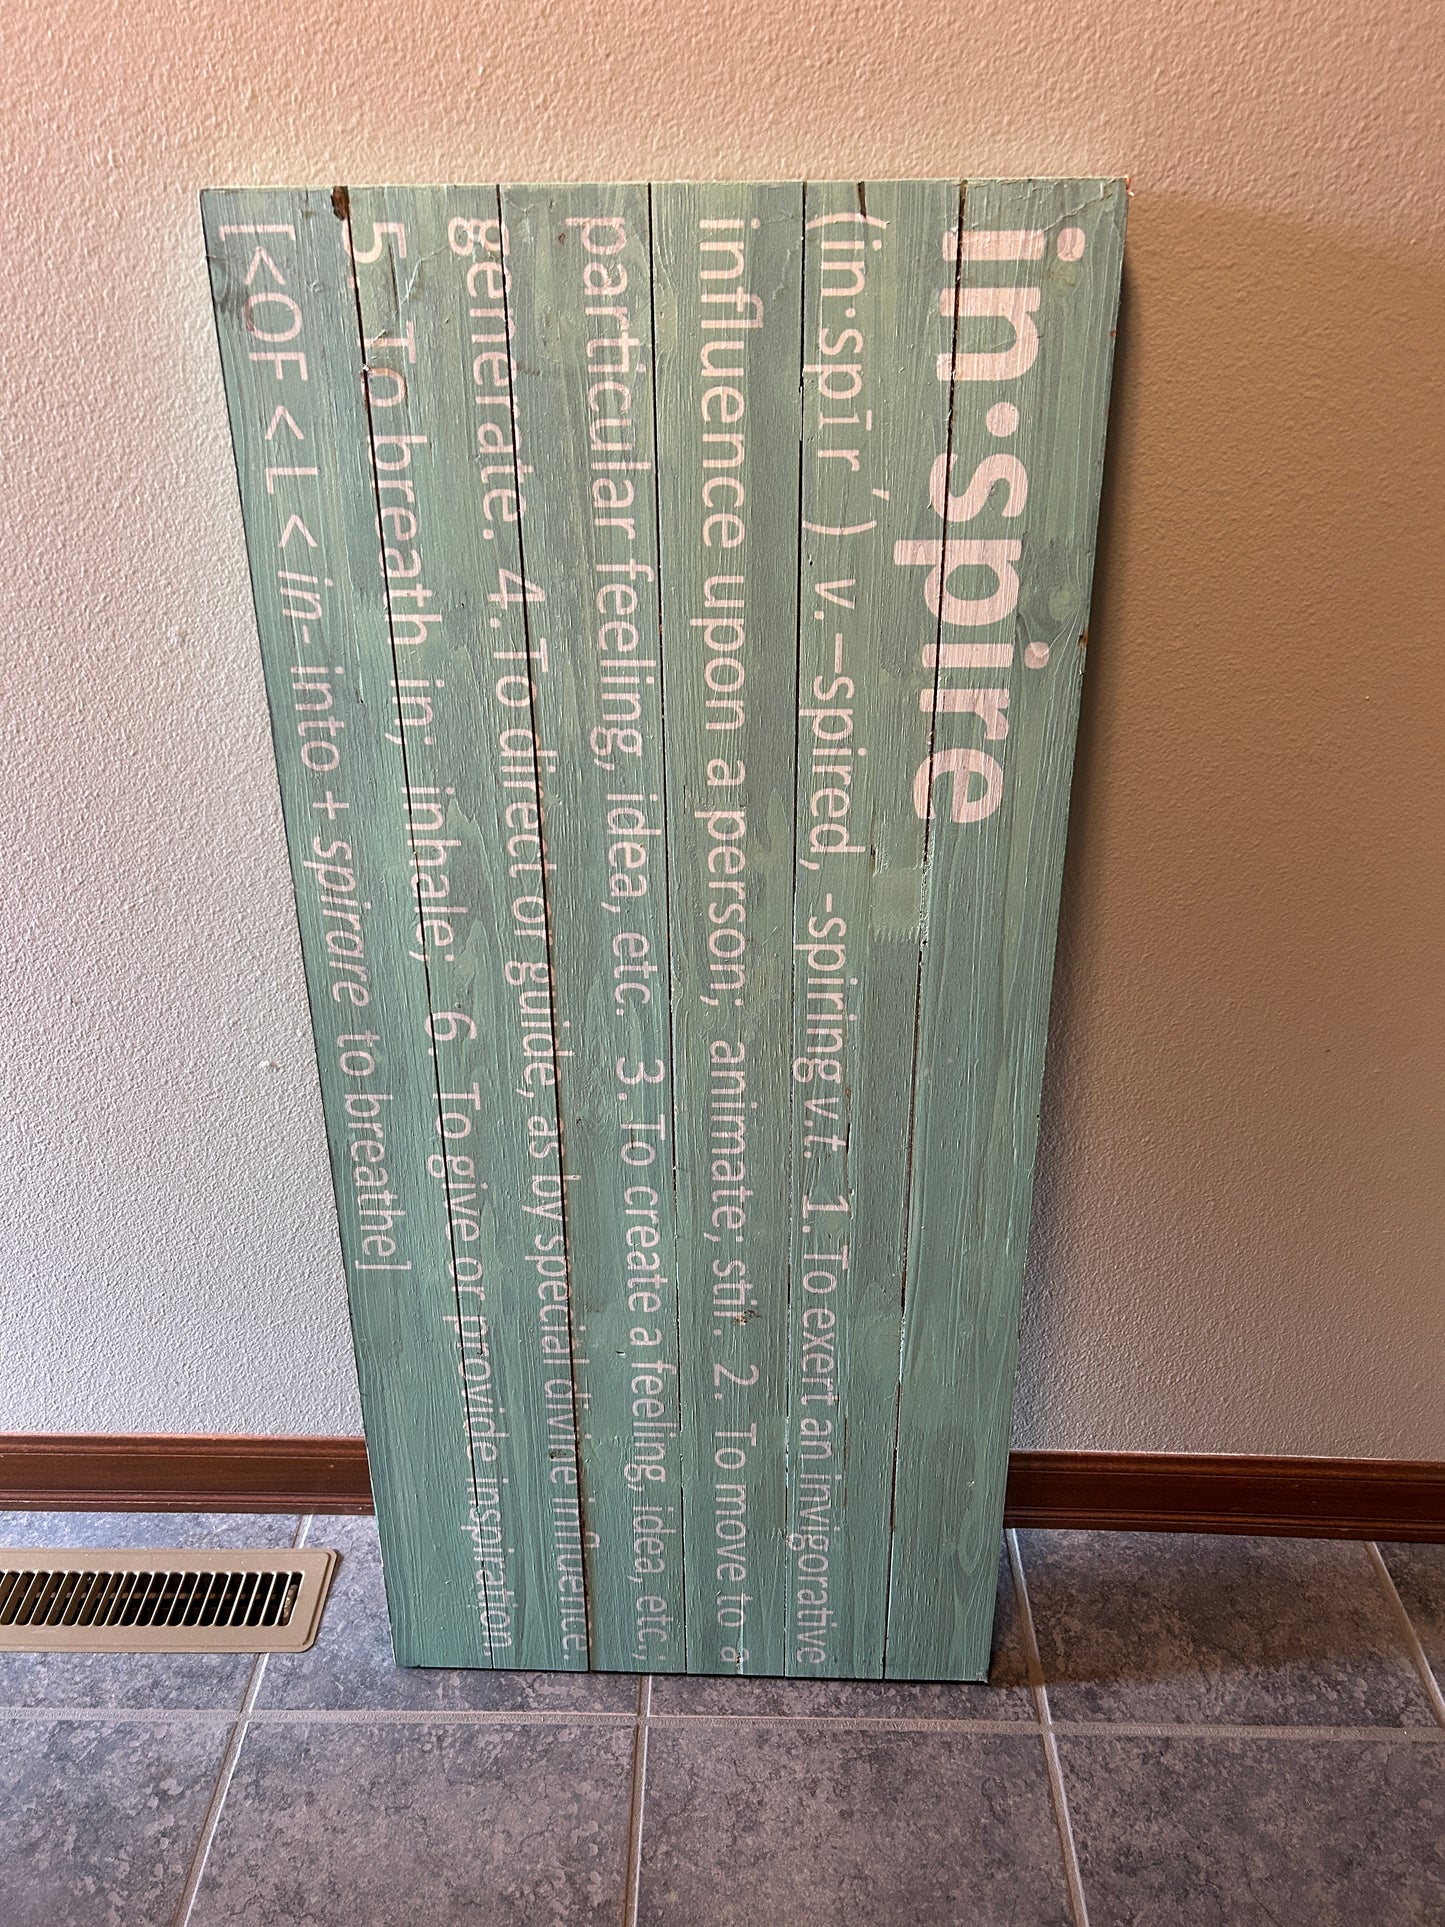 in·spire
(in·spīr′) v. –spired, -spiring v.t. 1. To exert an invigorative
influence upon a person; animate; stir. 2. To move to a
particular feeling, idea, etc. 3. To create a feeling, idea, etc.;
generate. 4. To direct or guide, as by special divine influence.
5 To breath in; inhale; 6. To give or provide inspiration.
[<OF <L < in- into + spirare to breathe]